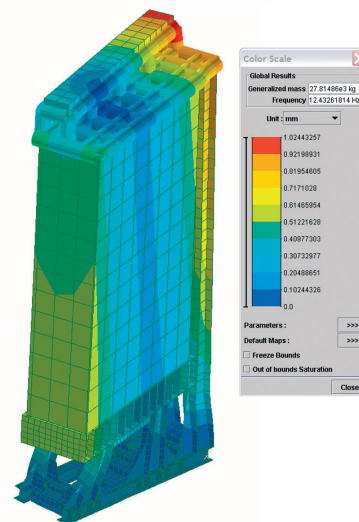 Color Scale
Global Results
Generalized mass 27.81486e3 kg
Frequency 12.43261814 Hz
Unit: mm
1.02443257
0.92198931
0.81954605
0.7171028
0.61465954
0.51221628
0.40977303
0.30732977
0.20488651
0.10244326
0.0
Parameters : >>>
Default Maps : >>>
Freeze Bounds
Out of bounds Saturation
Close